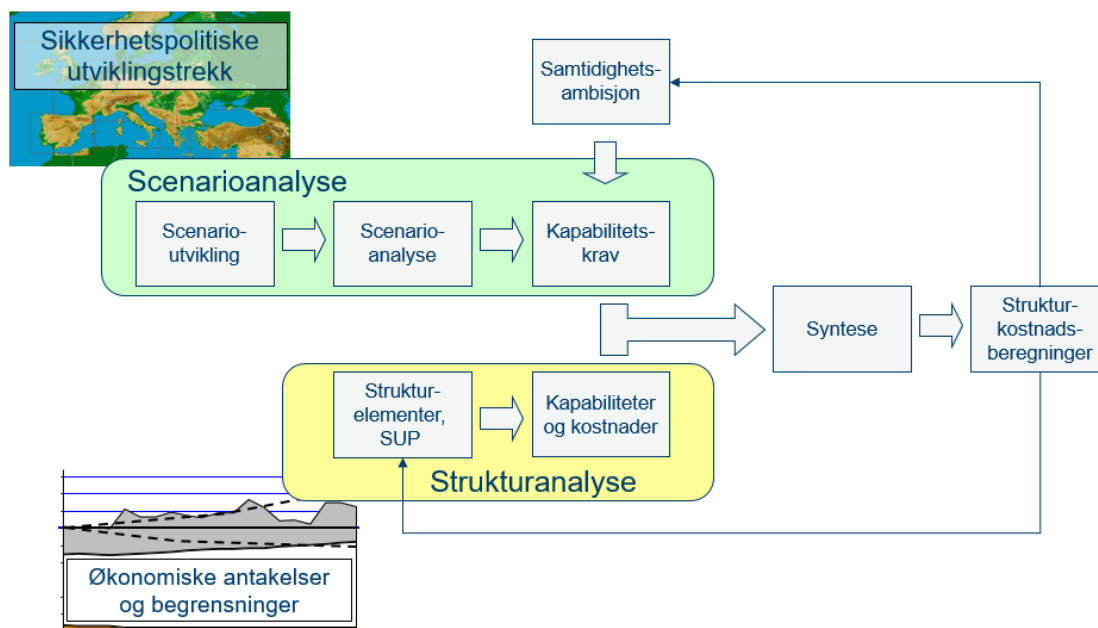 Sikkerhetspolitiske
utviklingstrekk
Samtidighets-
ambisjon
Scenarioanalyse
Scenario-
utvikling
Scenario-
analyse
Kapabilitets-
krav
Syntese
Struktur-
kostnads-
beregninger
Struktur-
elementer,
SUP
Kapabiliteter
og kostnader
Strukturanalyse
Økonomiske antakelser
og begrensninger